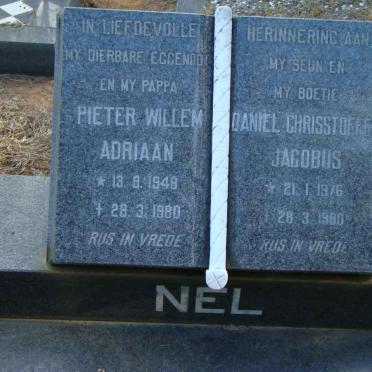 IN LIEFDEVOLLE
MY DIERBARE EGGENOOT
EN MY PAPPA
PIETER WILLEM
ADRIAAN
* 13. 9. 1949
+ 28. 3. 1980
RUS IN VREDE
HERINNERING AAN
MY SEUN EN
MY BOETIE
DANIEL CHRISSTOFFEL
JACOBUS
* 21. 1. 1976
+ 28. 3. 1980
RUS IN VREDE
NEL